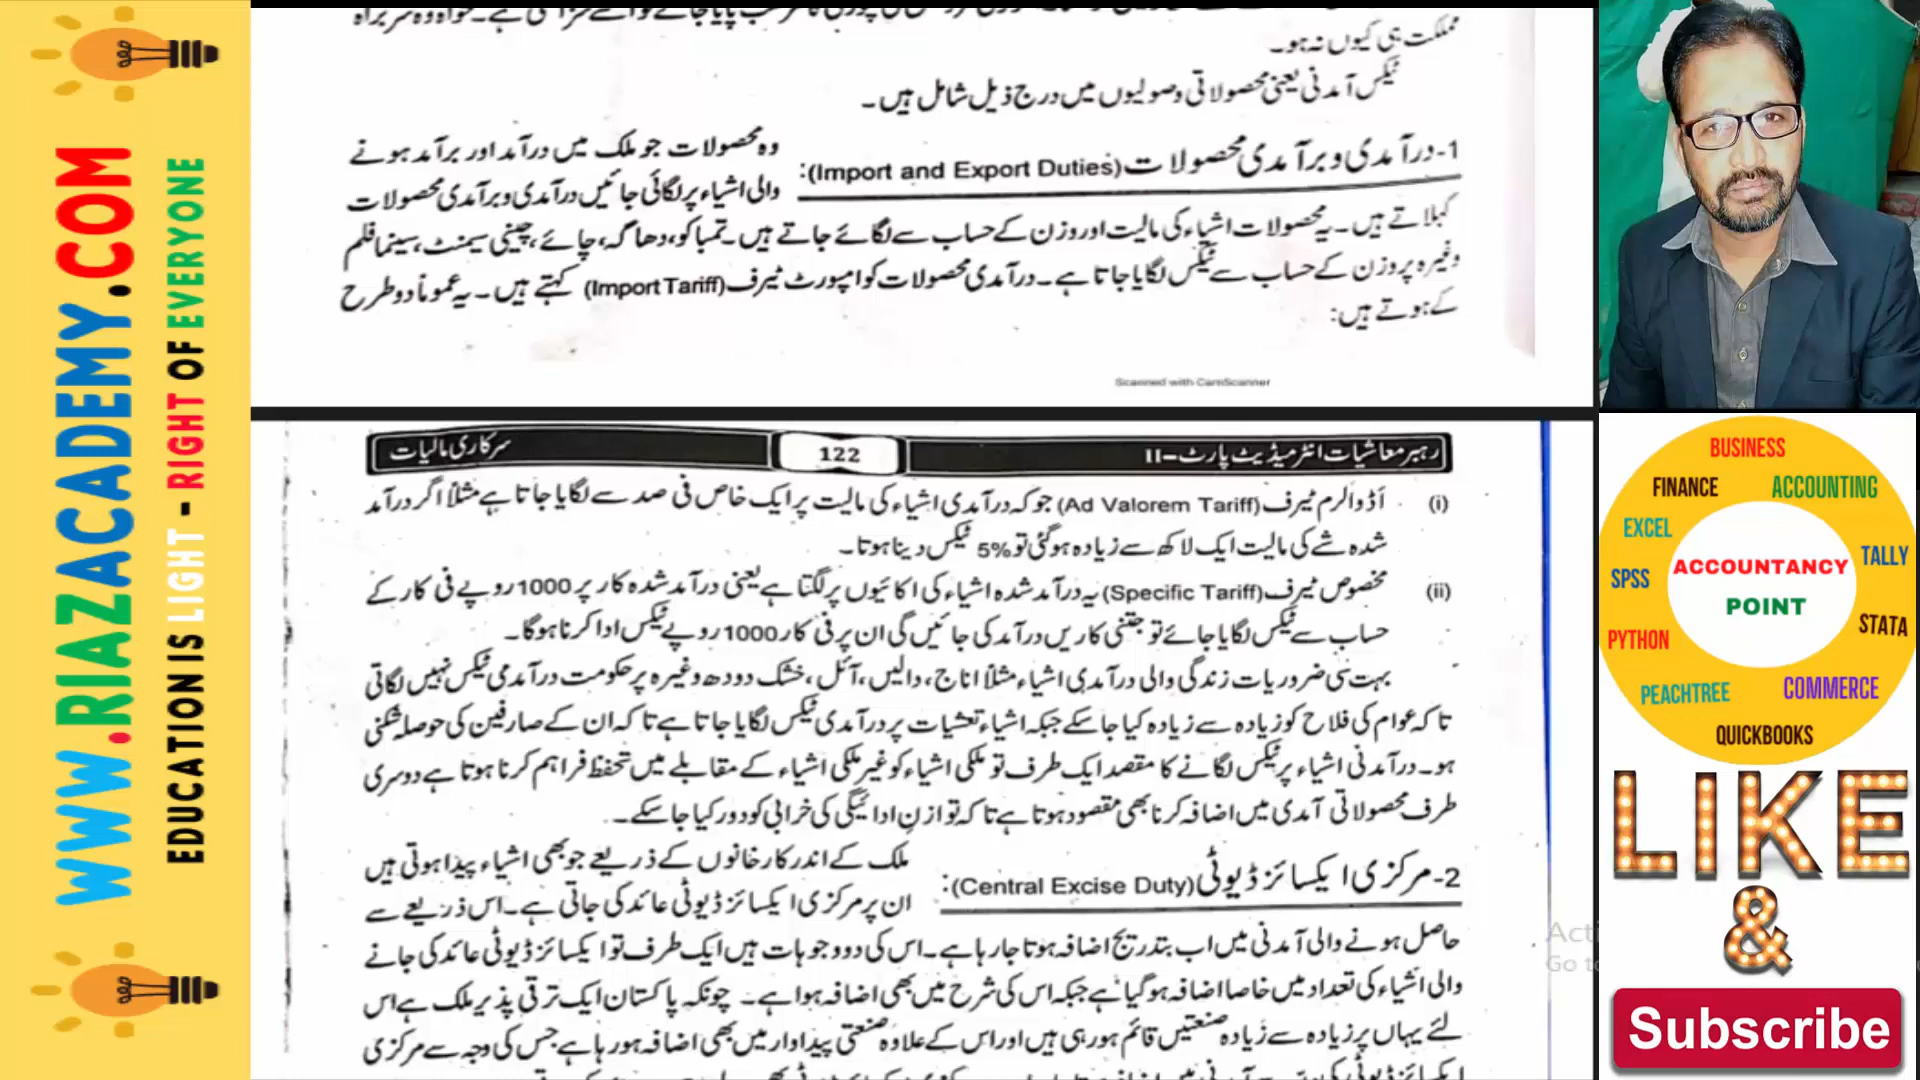 WWW.RIAZACADEMY.COM
EDUCATION IS LIGHT - RIGHT OF EVERYONE
مملکت ہی کیوں نہ ہو۔
ٹیکس آمدنی یعنی محصولاتی وصولیوں میں درج ذیل شامل ہیں۔
1- درآمدی و برآمدی محصولات (Import and Export Duties): وہ محصولات جو ملک میں درآمد اور برآمد ہونے
والی اشیاء پر لگائی جائیں درآمدی و برآمدی محصولات
کہلاتے ہیں۔ یہ محصولات اشیاء کی مالیت اور وزن کے حساب سے لگائے جاتے ہیں۔ تمباکو، دھاگہ، چائے، چینی سیمنٹ، سینما فلم
وغیرہ پر وزن کے حساب سے ٹیکس لگایا جاتا ہے۔ درآمدی محصولات کو امپورٹ ٹیرف (Import Tariff) کہتے ہیں۔ یہ عموماً دو طرح
کے ہوتے ہیں:
Scanned with CamScanner
رہبر معاشیات انٹرمیڈیٹ پارٹ-II 122 سرکاری مالیات
(i) اَڈوالرم ٹیرف (Ad Valorem Tariff) جو کہ درآمدی اشیاء کی مالیت پر ایک خاص فی صد سے لگایا جاتا ہے مثلاً اگر درآمد
شدہ شے کی مالیت ایک لاکھ سے زیادہ ہو گئی تو 5% ٹیکس دینا ہوتا۔
(ii) مخصوص ٹیرف (Specific Tariff) یہ درآمد شدہ اشیاء کی اکائیوں پر لگتا ہے یعنی درآمد شدہ کار پر 1000 روپے فی کار کے
حساب سے ٹیکس لگایا جائے تو جتنی کاریں درآمد کی جائیں گی ان پر فی کار 1000 روپے ٹیکس ادا کرنا ہوگا۔
بہت سی ضروریات زندگی والی درآمدی اشیاء مثلاً اناج، دالیں، آئل، خشک دودھ وغیرہ پر حکومت درآمدی ٹیکس نہیں لگاتی
تاکہ عوام کی فلاح کو زیادہ سے زیادہ کیا جا سکے جبکہ اشیاء تعشیات پر درآمدی ٹیکس لگایا جاتا ہے تاکہ ان کے صارفین کی حوصلہ شکنی
ہو۔ درآمدنی اشیاء پر ٹیکس لگانے کا مقصد ایک طرف تو ملکی اشیاء کو غیر ملکی اشیاء کے مقابلے میں تحفظ فراہم کرنا ہوتا ہے دوسری
طرف محصولاتی آمدی میں اضافہ کرنا بھی مقصود ہوتا ہے تاکہ توازنِ ادائیگی کی خرابی کو دور کیا جا سکے۔
2- مرکزی ایکسائز ڈیوٹی (Central Excise Duty): ملک کے اندر کارخانوں کے ذریعے جو بھی اشیاء پیدا ہوتی ہیں
ان پر مرکزی ایکسائز ڈیوٹی عائد کی جاتی ہے۔ اس ذریعے سے
حاصل ہونے والی آمدنی میں اب بتدریج اضافہ ہوتا جا رہا ہے۔ اس کی دو وجوہات ہیں ایک طرف تو ایکسائز ڈیوٹی عائد کی جانے
والی اشیاء کی تعداد میں خاصا اضافہ ہو گیا ہے جبکہ اس کی شرح میں بھی اضافہ ہوا ہے۔ چونکہ پاکستان ایک ترقی پذیر ملک ہے اس
لئے یہاں پر زیادہ سے زیادہ صنعتیں قائم ہو رہی ہیں اور اس کے علاوہ صنعتی پیداوار میں بھی اضافہ ہو رہا ہے جس کی وجہ سے مرکزی
BUSINESS
FINANCE
ACCOUNTING
EXCEL
TALLY
SPSS
ACCOUNTANCY
POINT
STATA
PYTHON
PEACHTREE
COMMERCE
QUICKBOOKS
LIKE
&
Subscribe